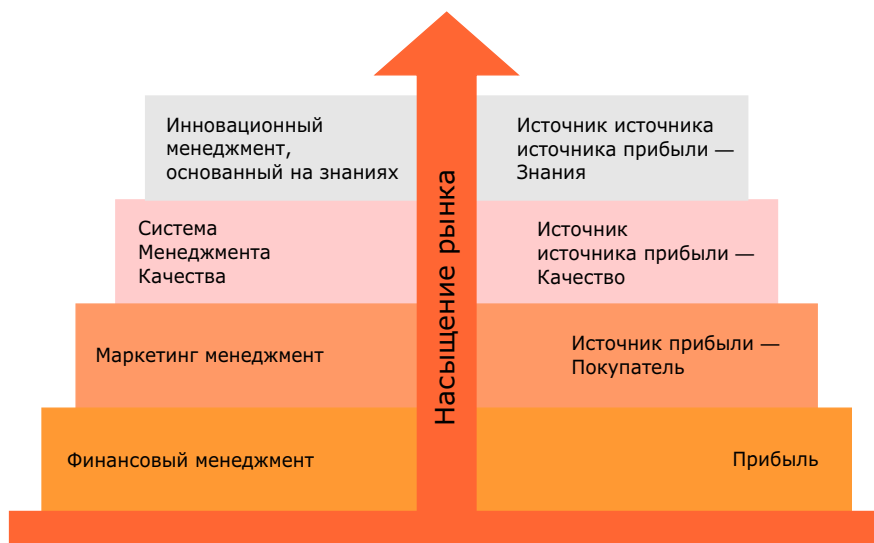 Инновационный
менеджмент,
основанный на знаниях
Источник источника
источника прибыли —
Знания
Система
Менеджмента
Качества
Источник
источника прибыли —
Качество
Маркетинг менеджмент
Источник прибыли —
Покупатель
Финансовый менеджмент
Прибыль
Насыщение рынка